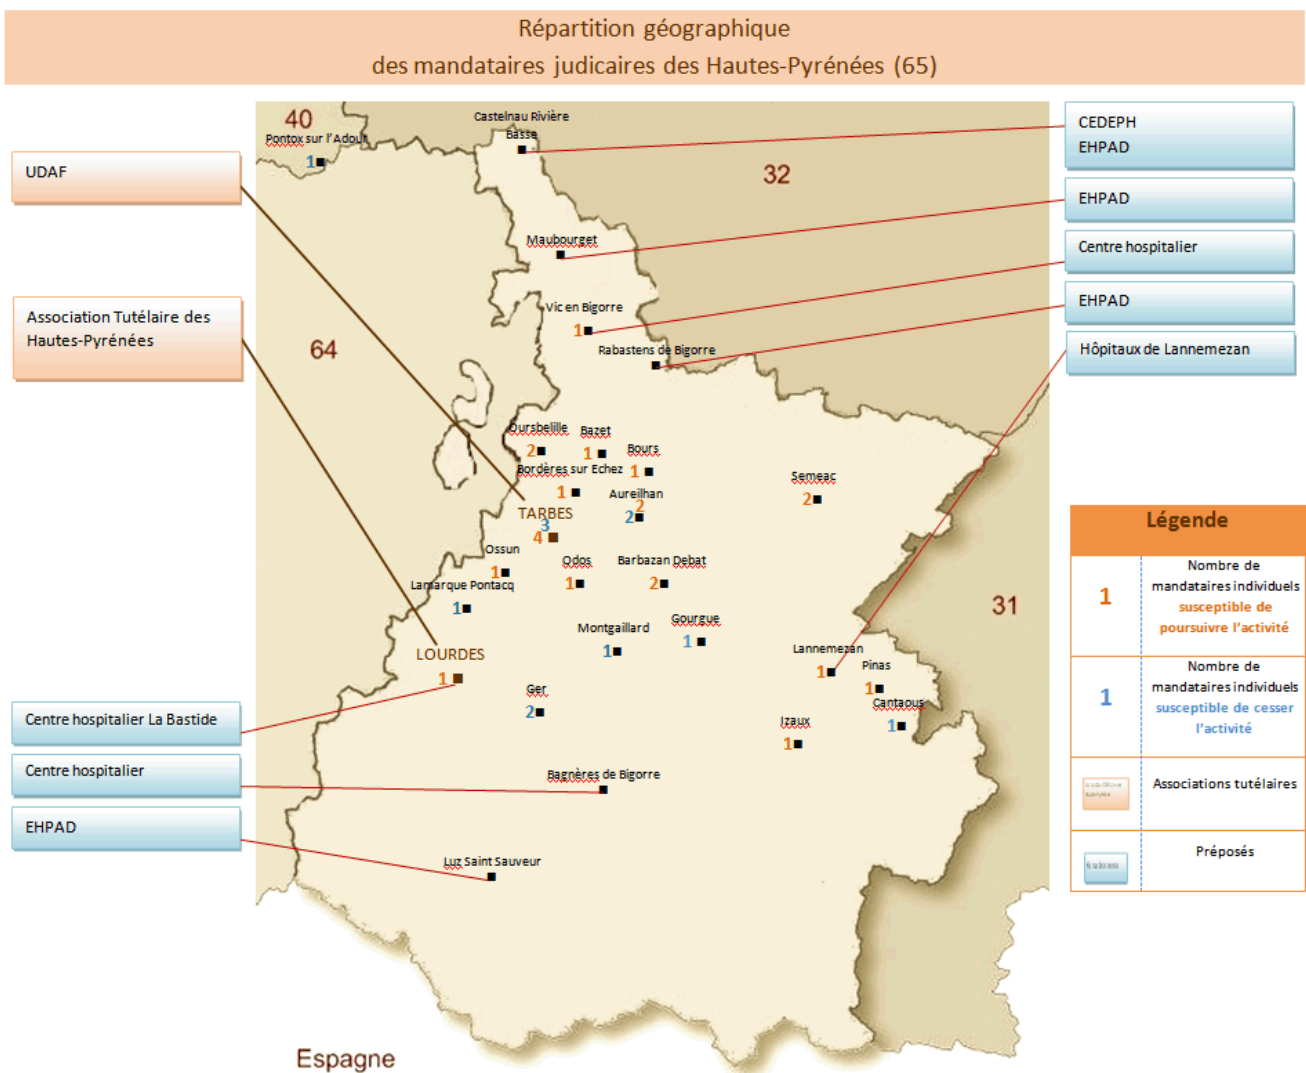 Répartition géographique
des mandataires judicaires des Hautes-Pyrénées (65)
40
Pontox sur l'Adour
1
Castelnau Rivière
Basse
32
CEDEPH
EHPAD
UDAF
EHPAD
Maubourget
Centre hospitalier
Association Tutélaire des
Hautes-Pyrénées
Vic en Bigorre
1
EHPAD
64
Rabastens de Bigorre
Hôpitaux de Lannemezan
Oursbelille
2
Bazet
1
Bours
1
Bordères sur Echez
1
Aureilhan
2
2
Semeac
2
TARBES
3
4
Ossun
1
Odos
1
Barbazan Debat
2
Lamarque Pontacq
1
31
Montgaillard
1
Gourgue
1
LOURDES
1
Lannemezan
1
Pinas
1
Ger
2
Cantaous
1
Izaux
1
Centre hospitalier La Bastide
Centre hospitalier
Bagnères de Bigorre
EHPAD
Luz Saint Sauveur
Espagne
Légende
1
Nombre de
mandataires individuels
susceptible de
poursuivre l'activité
1
Nombre de
mandataires individuels
susceptible de cesser
l'activité
Associations tutélaires
Préposés